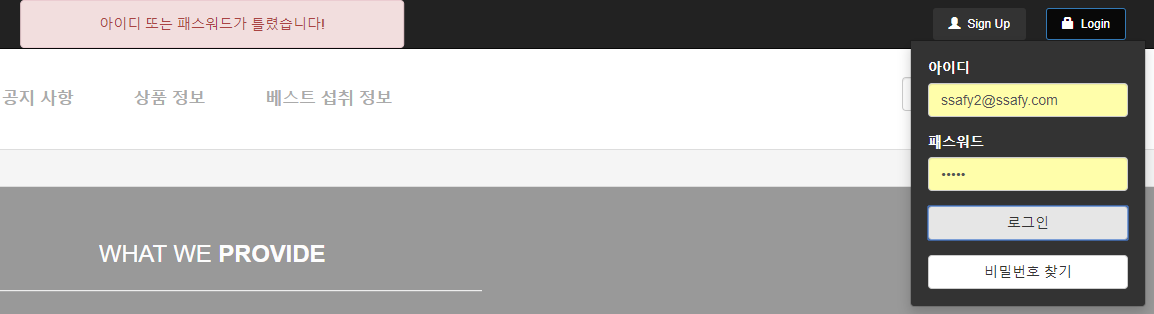 아이디 또는 패스워드가 틀렸습니다!
Sign Up
Login
공지 사항
상품 정보
베스트 섭취 정보
아이디
ssafy2@ssafy.com
패스워드
•••••
로그인
비밀번호 찾기
WHAT WE PROVIDE